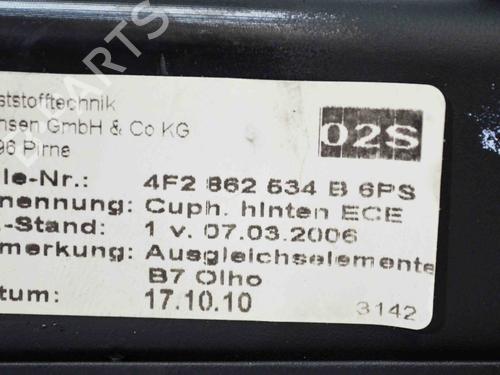 ststofftechnik
nsen GmbH & Co KG
96 Pirne
02S
le-Nr.: 4F2 862 534 B 6PS
nennung: Cuph. hinten ECE
.-Stand: 1 v. 07.03.2006
merkung: Ausgleichselemente
B7 Olho
tum: 17.10.10
3142